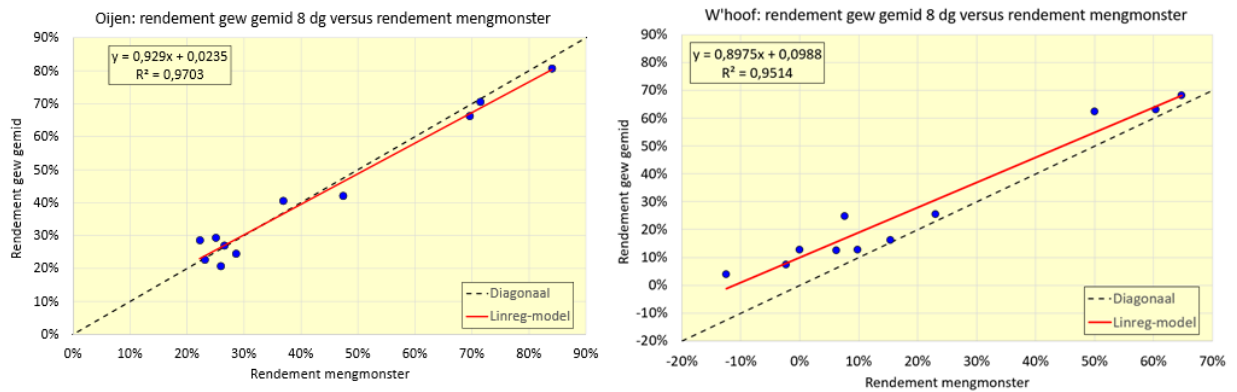 Oijen: rendement gew gemid 8 dg versus rendement mengmonster
y = 0,929x + 0,0235
R² = 0,9703
90%
80%
70%
60%
50%
40%
30%
20%
10%
0%
Rendement gew gemid
Diagonaal
Linreg-model
0% 10% 20% 30% 40% 50% 60% 70% 80% 90%
Rendement mengmonster
W'hoof: rendement gew gemid 8 dg versus rendement mengmonster
y = 0,8975x + 0,0988
R² = 0,9514
90%
80%
70%
60%
50%
40%
30%
20%
10%
0%
-10%
-20%
Rendement gew gemid
Diagonaal
Linreg-model
-20% -10% 0% 10% 20% 30% 40% 50% 60% 70%
Rendement mengmonster